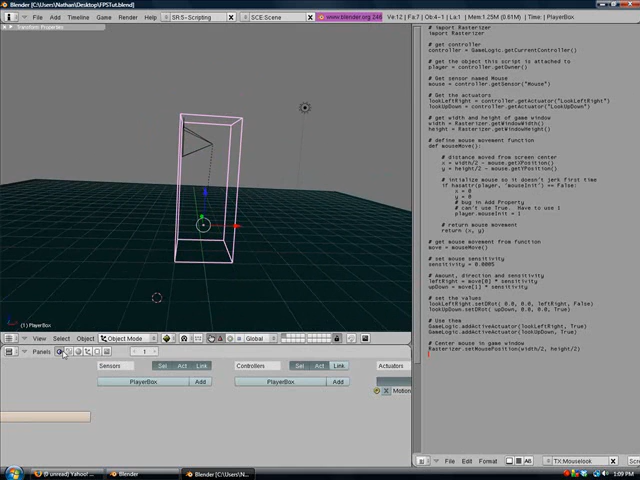 Blender [C:\Users\Nathan\Desktop\FPSTut.blend]
File Add Timeline Game Render Help
SR:5-Scripting
SCE:Scene
www.blender.org 246
Ve:12 | Fa:7 | Ob:4-1 | La:1 | Mem:1.25M (0.61M) | Time: | PlayerBox
(1) PlayerBox
View Select Object
Object Mode
Global
Panels
1
Sensors
Sel Act Link
Controllers
Sel Act Link
Actuators
PlayerBox
Add
PlayerBox
Add
Motion
# import Rasterizer
import Rasterizer
# get controller
controller = GameLogic.getCurrentController()
# get the object this script is attached to
player = controller.getOwner()
# Get sensor named Mouse
mouse = controller.getSensor("Mouse")
# Get the actuators
lookLeftRight = controller.getActuator("LookLeftRight")
lookUpDown = controller.getActuator("LookUpDown")
# get width and height of game window
width = Rasterizer.getWindowWidth()
height = Rasterizer.getWindowHeight()
# define mouse movement function
def mouseMove():
# distance moved from screen center
x = width/2 - mouse.getXPosition()
y = height/2 - mouse.getYPosition()
# intialize mouse so it doesn't jerk first time
if hasattr(player, 'mouseInit') == False:
x = 0
y = 0
# bug in Add Property
# can't use True. Have to use 1
player.mouseInit = 1
# return mouse movement
return (x, y)
# get mouse movement from function
move = mouseMove()
# set mouse sensitivity
sensitivity = 0.0005
# Amount, direction and sensitivity
leftRight = move[0] * sensitivity
upDown = move[1] * sensitivity
# set the values
lookLeftRight.setDRot( 0.0, 0.0, leftRight, False)
lookUpDown.setDRot( upDown, 0.0, 0.0, True)
# Use them
GameLogic.addActiveActuator(lookLeftRight, True)
GameLogic.addActiveActuator(lookUpDown, True)
# Center mouse in game window
Rasterizer.setMousePosition(width/2, height/2)
View File Edit Format
TX:Mouselook
(0 unread) Yahoo! ...
Blender
Blender [C:\Users\N...
1:09 PM